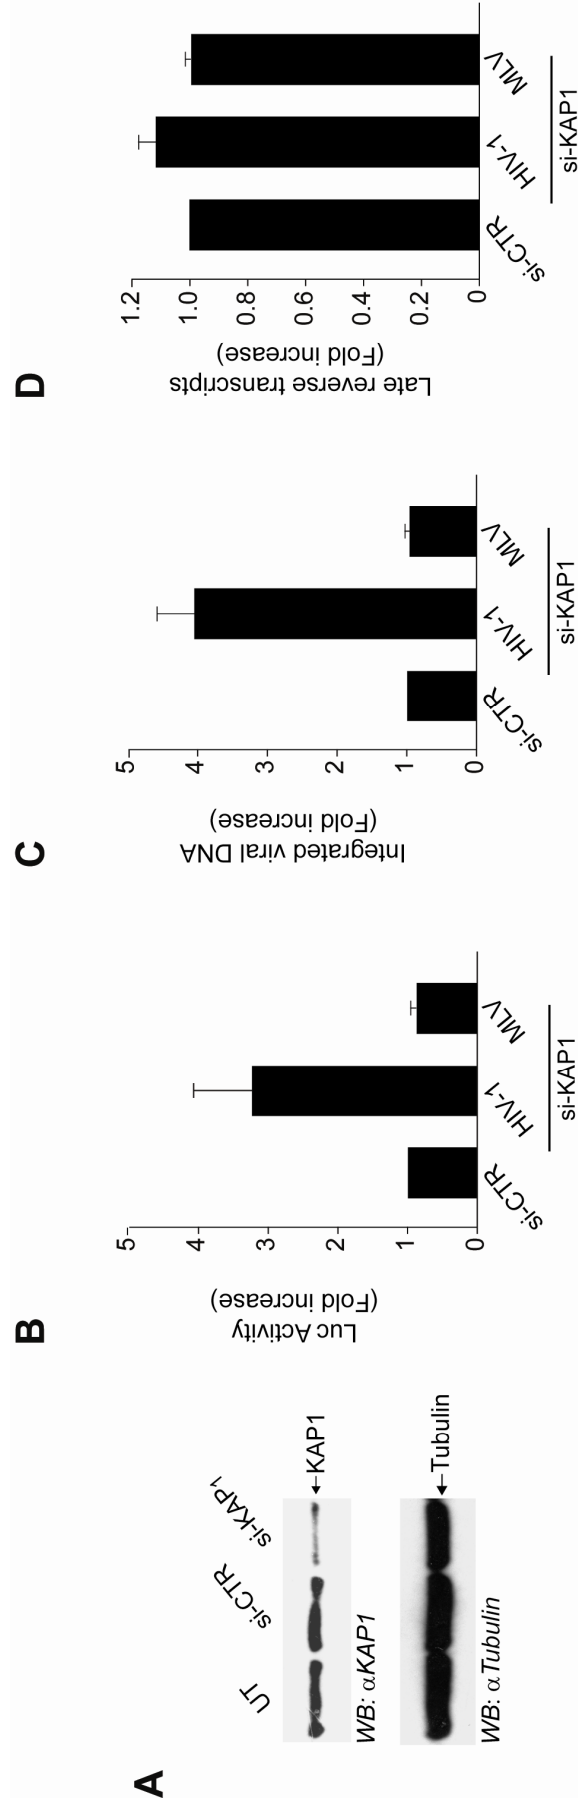 A
UT
si-CTR
si-KAP1
KAP1
WB: αKAP1
Tubulin
WB: αTubulin
B
Luc Activity
(Fold increase)
5
4
3
2
1
0
si-CTR
HIV-1
MLV
si-KAP1
C
Integrated viral DNA
(Fold increase)
5
4
3
2
1
0
si-CTR
HIV-1
MLV
si-KAP1
D
Late reverse transcripts
(Fold increase)
1.2
1.0
0.8
0.6
0.4
0.2
0
si-CTR
HIV-1
MLV
si-KAP1